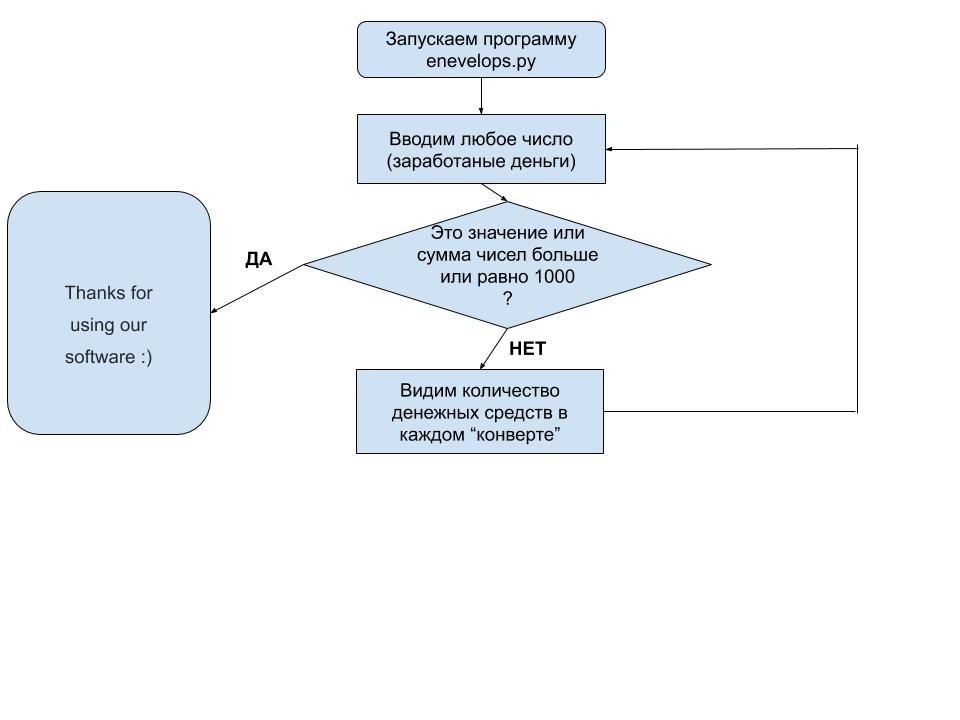 Запускаем программу
enevelops.py
Вводим любое число
(заработаные деньги)
Это значение или
сумма чисел больше
или равно 1000
?
ДА
Thanks for
using our
software :)
НЕТ
Видим количество
денежных средств в
каждом “конверте”